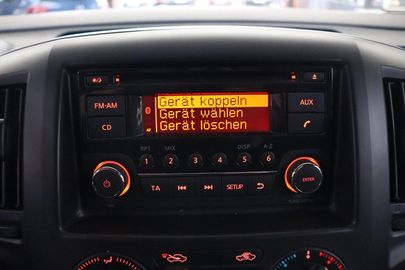 Gerät koppeln
Gerät wählen
Gerät löschen
FM·AM
AUX
CD
RPT
MIX
DISP
A-Z
1
2
3
4
5
6
TA
SETUP
ENTER